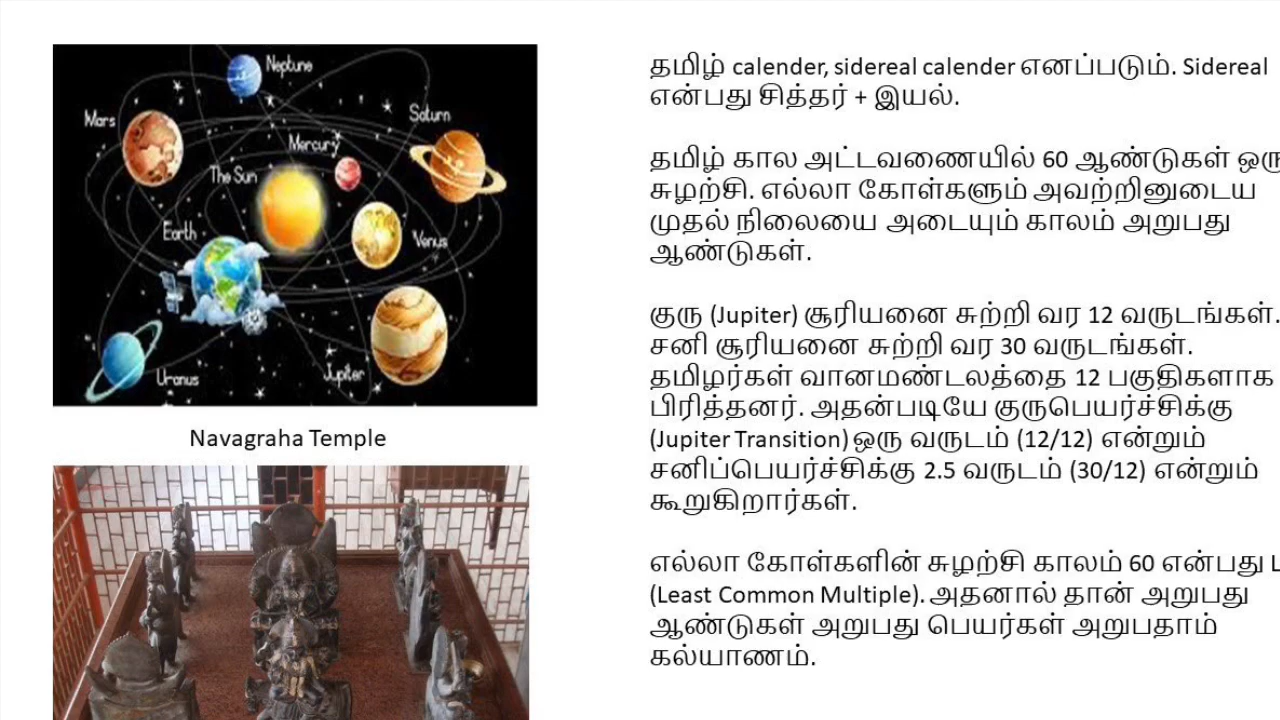 Neptune
Mars
Saturn
Mercury
The Sun
Earth
Venus
Uranus
Jupiter
Navagraha Temple
தமிழ் calender, sidereal calender எனப்படும். Sidereal
என்பது சித்தர் + இயல்.
தமிழ் கால அட்டவணையில் 60 ஆண்டுகள்
சுழற்சி. எல்லா கோள்களும் அவற்றினுடைய
முதல் நிலையை அடையும் காலம் அறுபது
ஆண்டுகள்.
குரு (Jupiter) சூரியனை சுற்றி வர 12 வருடங்கள்.
சனி சூரியனை சுற்றி வர 30 வருடங்கள்.
தமிழர்கள் வானமண்டலத்தை 12 பகுதிகளாக
பிரித்தனர். அதன்படியே குருபெயர்ச்சிக்கு
(Jupiter Transition) ஒரு வருடம் (12/12) என்றும்
சனிப்பெயர்ச்சிக்கு 2.5 வருடம் (30/12) என்றும்
கூறுகிறார்கள்.
எல்லா கோள்களின் சுழற்சி காலம் 60 என்பது
(Least Common Multiple). அதனால் தான் அறுபது
ஆண்டுகள் அறுபது பெயர்கள் அறுபதாம்
கல்யாணம்.